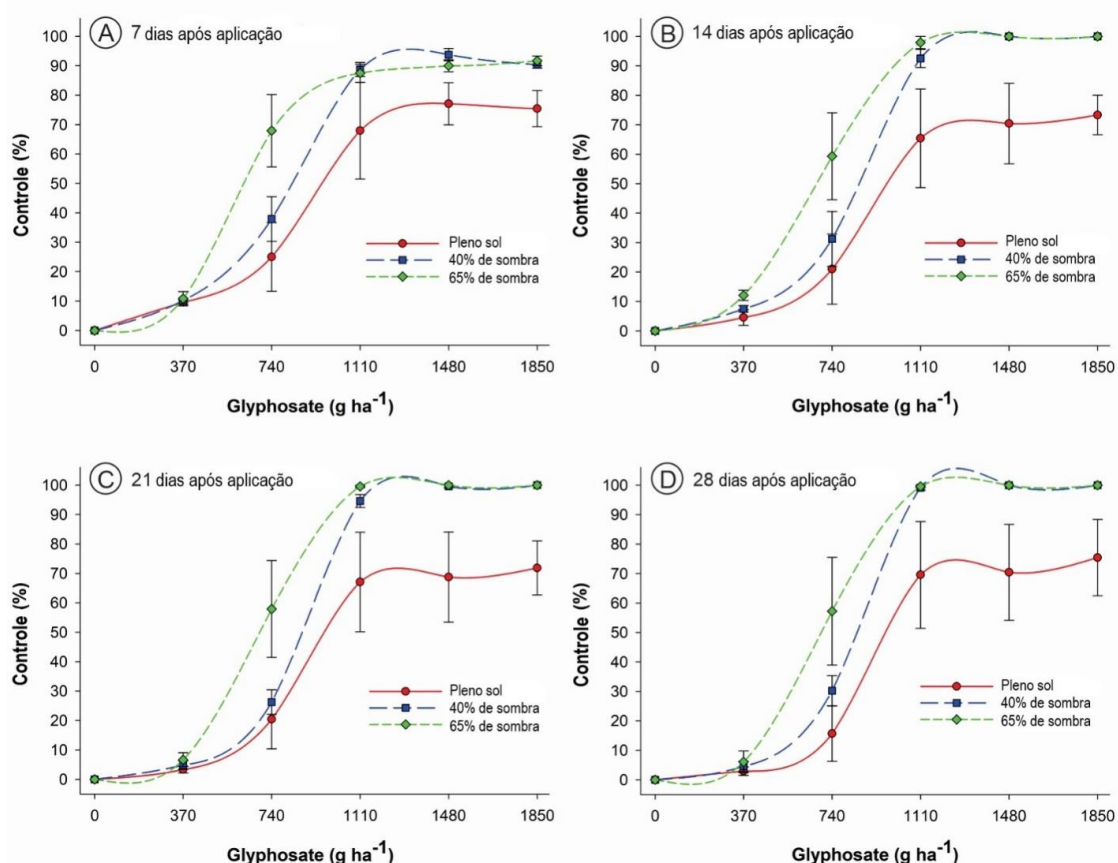 A 7 dias após aplicação
Controle (%)
100
90
80
70
60
50
40
30
20
10
0
Pleno sol
40% de sombra
65% de sombra
0 370 740 1110 1480 1850
Glyphosate (g ha⁻¹)
B 14 dias após aplicação
Controle (%)
100
90
80
70
60
50
40
30
20
10
0
Pleno sol
40% de sombra
65% de sombra
0 370 740 1110 1480 1850
Glyphosate (g ha⁻¹)
C 21 dias após aplicação
Controle (%)
100
90
80
70
60
50
40
30
20
10
0
Pleno sol
40% de sombra
65% de sombra
0 370 740 1110 1480 1850
Glyphosate (g ha⁻¹)
D 28 dias após aplicação
Controle (%)
100
90
80
70
60
50
40
30
20
10
0
Pleno sol
40% de sombra
65% de sombra
0 370 740 1110 1480 1850
Glyphosate (g ha⁻¹)